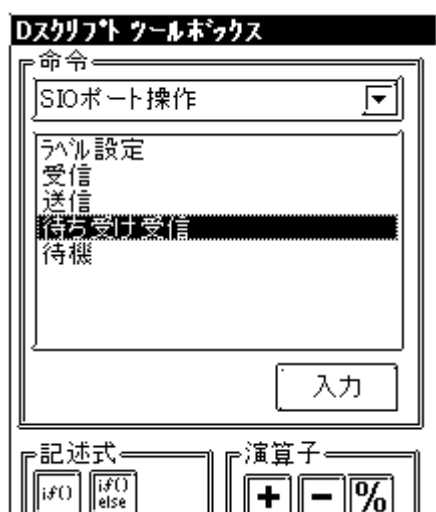 Dｽｸﾘﾌﾟﾄ ﾂｰﾙﾎﾞｯｸｽ
命令
SIOポート操作
ﾗﾍﾞﾙ設定
受信
送信
待ち受け受信
待機
入力
記述式
演算子
if()
if()
else
+
-
%